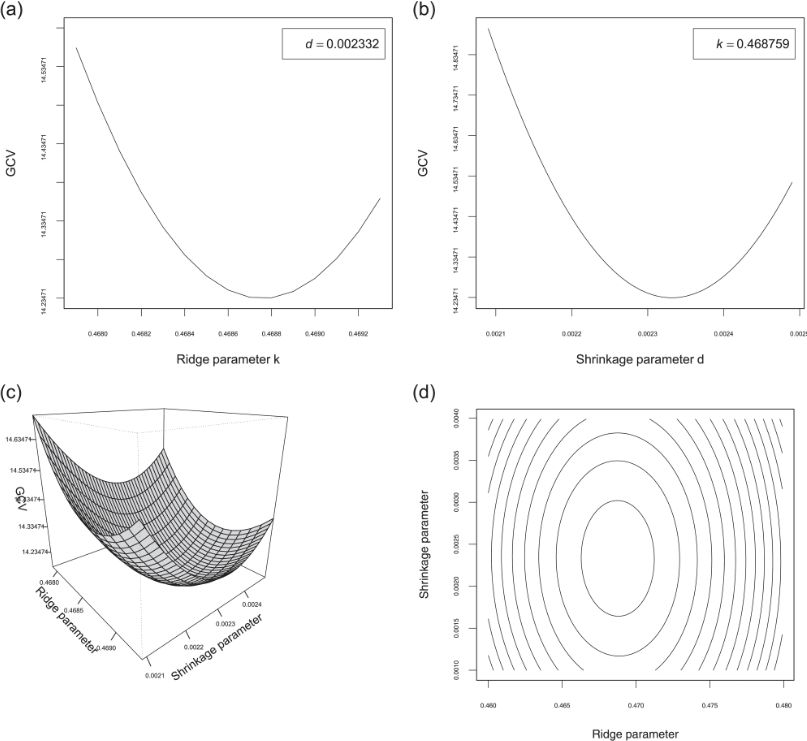 (a)
d = 0.002332
GCV
14.53471
14.43471
14.33471
14.23471
0.4680 0.4682 0.4684 0.4686 0.4688 0.4690 0.4692
Ridge parameter k
(b)
k = 0.468759
GCV
14.83471
14.73471
14.63471
14.53471
14.43471
14.33471
14.23471
0.0021 0.0022 0.0023 0.0024 0.0025
Shrinkage parameter d
(c)
14.63474
14.53474
14.43474
14.33474
14.23474
GCV
0.4680
0.4685
0.4690
Ridge parameter
0.0021
0.0022
0.0023
0.0024
Shrinkage parameter
(d)
0.0040
0.0035
0.0030
0.0025
0.0020
0.0015
0.0010
Shrinkage parameter
0.460 0.465 0.470 0.475 0.480
Ridge parameter